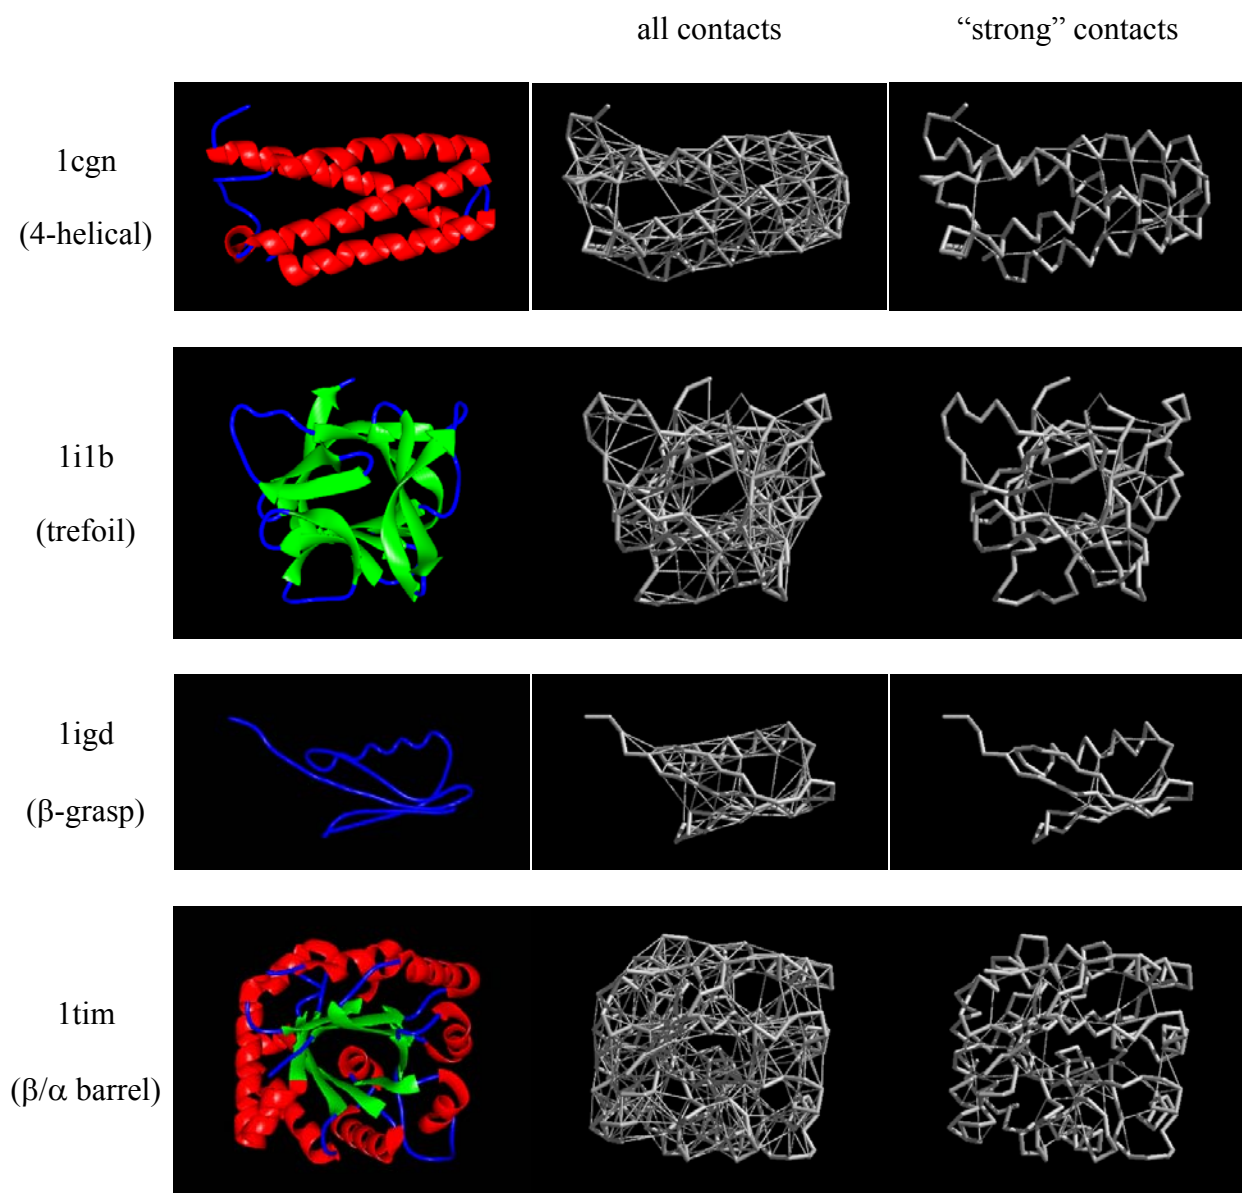 all contacts “strong” contacts
1cgn
(4-helical)
1i1b
(trefoil)
1igd
(β-grasp)
1tim
(β/α barrel)